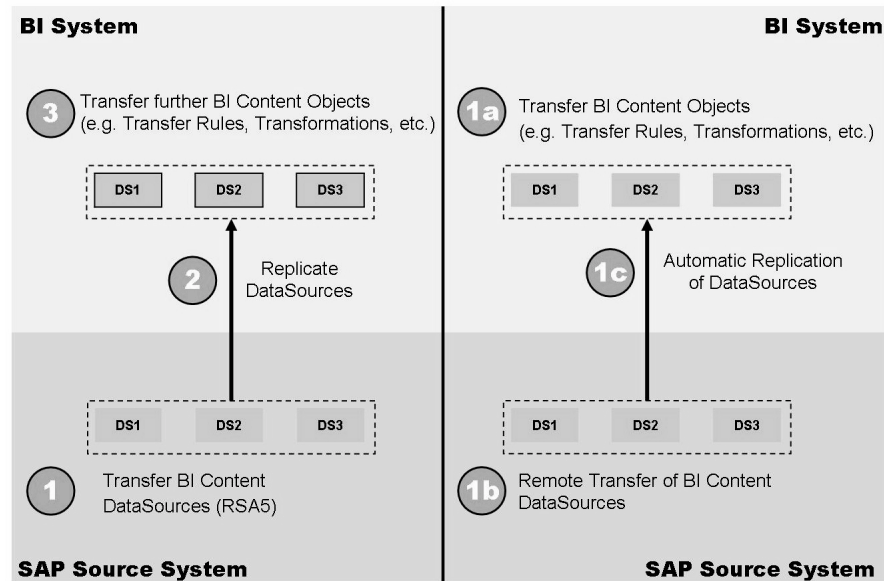 BI System
3
Transfer further BI Content Objects
(e.g. Transfer Rules, Transformations, etc.)
DS1 DS2 DS3
2
Replicate
DataSources
DS1 DS2 DS3
1
Transfer BI Content
DataSources (RSA5)
SAP Source System
BI System
1a
Transfer BI Content Objects
(e.g. Transfer Rules, Transformations, etc.)
DS1 DS2 DS3
1c
Automatic Replication
of DataSources
DS1 DS2 DS3
1b
Remote Transfer of BI Content
DataSources
SAP Source System